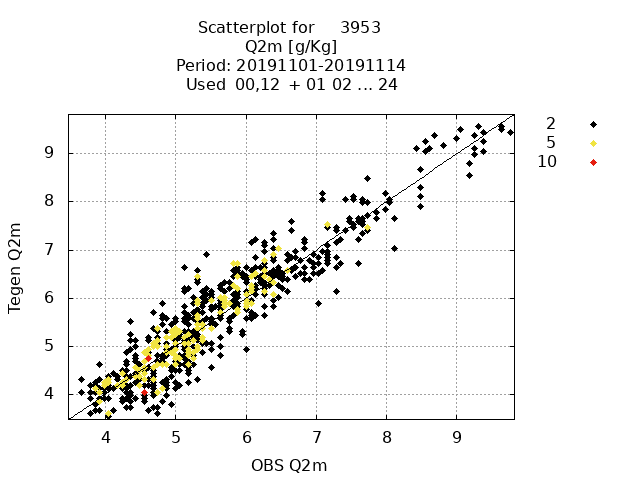 Scatterplot for 3953
Q2m [g/Kg]
Period: 20191101-20191114
Used 00,12 + 01 02 ... 24
2
5
10
9
8
7
6
5
4
Tegen Q2m
4 5 6 7 8 9
OBS Q2m